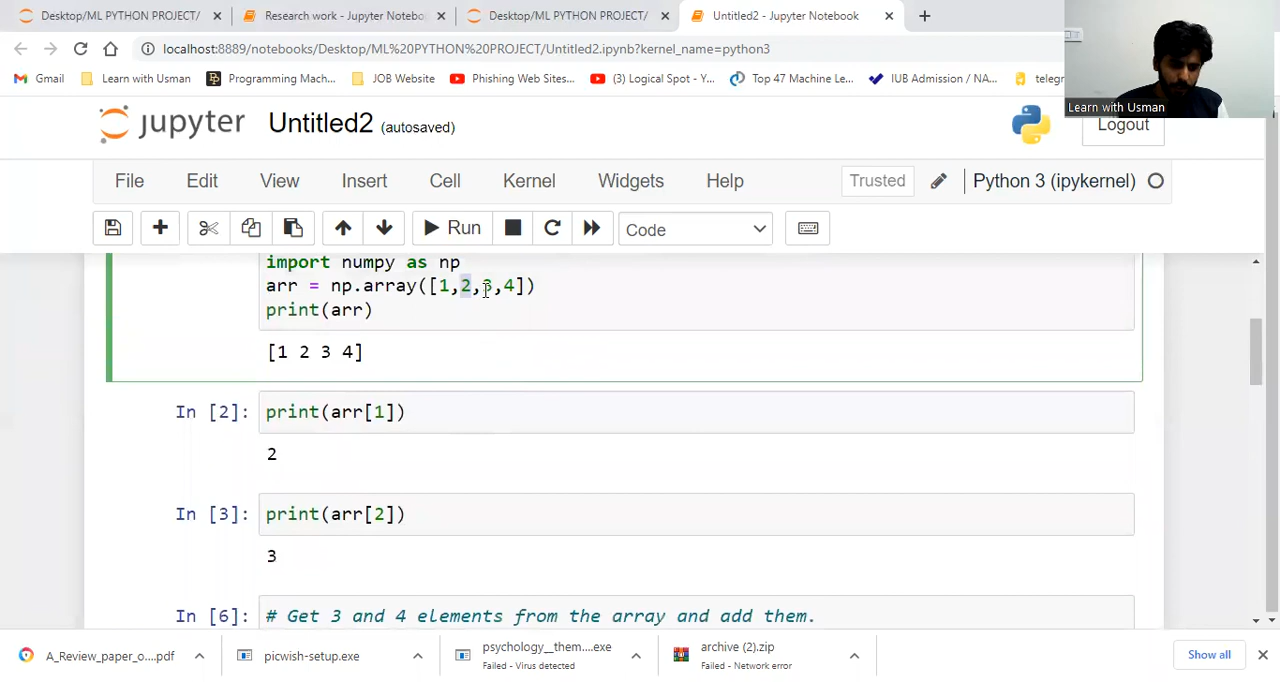 Desktop/ML PYTHON PROJECT/
Research work - Jupyter Notebo
Desktop/ML PYTHON PROJECT/
Untitled2 - Jupyter Notebook
localhost:8889/notebooks/Desktop/ML%20PYTHON%20PROJECT/Untitled2.ipynb?kernel_name=python3
Gmail
Learn with Usman
Programming Mach...
JOB Website
Phishing Web Sites...
(3) Logical Spot - Y...
Top 47 Machine Le...
IUB Admission / NA...
telegr
Learn with Usman
jupyter Untitled2 (autosaved)
Logout
File Edit View Insert Cell Kernel Widgets Help
Trusted
Python 3 (ipykernel)
Run
Code
import numpy as np
arr = np.array([1,2,3,4])
print(arr)
[1 2 3 4]
In [2]: print(arr[1])
2
In [3]: print(arr[2])
3
In [6]: # Get 3 and 4 elements from the array and add them.
A_Review_paper_o....pdf
picwish-setup.exe
psychology__them....exe
Failed - Virus detected
archive (2).zip
Failed - Network error
Show all